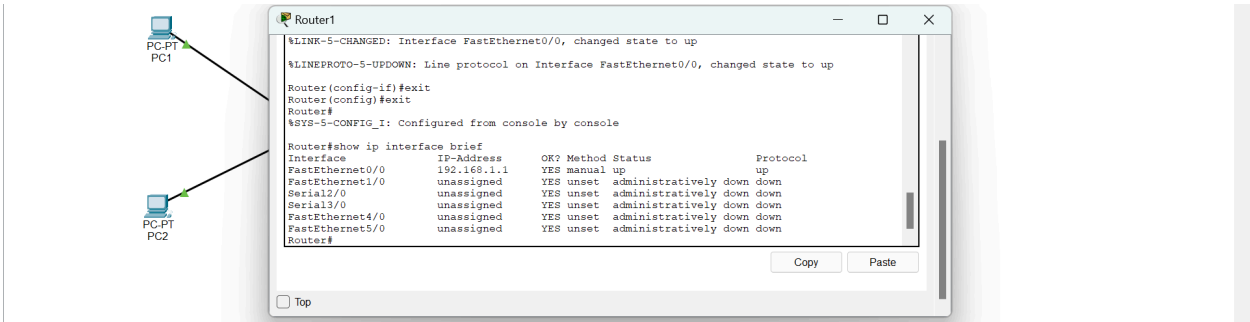 Router1
%LINK-5-CHANGED: Interface FastEthernet0/0, changed state to up
%LINEPROTO-5-UPDOWN: Line protocol on Interface FastEthernet0/0, changed state to up
Router(config-if)#exit
Router(config)#exit
Router#
%SYS-5-CONFIG_I: Configured from console by console
Router#show ip interface brief
Interface IP-Address OK? Method Status Protocol
FastEthernet0/0 192.168.1.1 YES manual up up
FastEthernet1/0 unassigned YES unset administratively down down
Serial2/0 unassigned YES unset administratively down down
Serial3/0 unassigned YES unset administratively down down
FastEthernet4/0 unassigned YES unset administratively down down
FastEthernet5/0 unassigned YES unset administratively down down
Router#
Copy Paste
Top
PC-PT
PC1
PC-PT
PC2